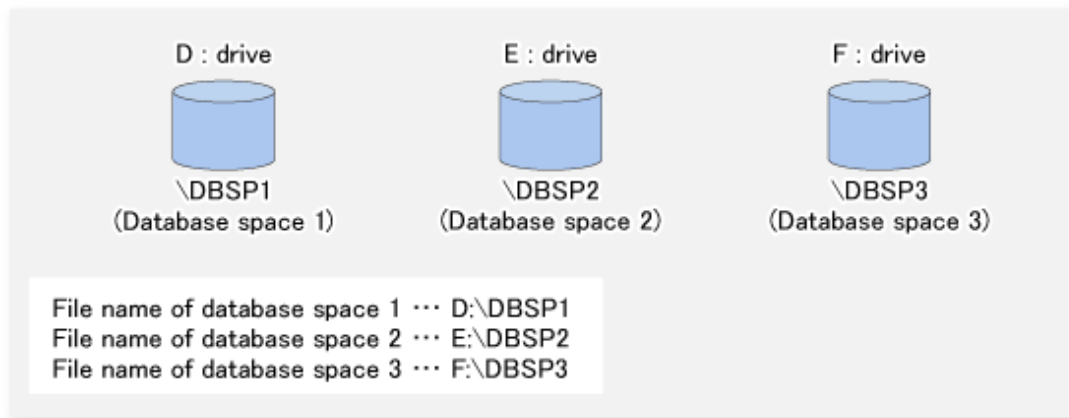 D : drive
E : drive
F : drive
\DBSP1
\DBSP2
\DBSP3
(Database space 1)
(Database space 2)
(Database space 3)
File name of database space 1 ··· D:\DBSP1
File name of database space 2 ··· E:\DBSP2
File name of database space 3 ··· F:\DBSP3